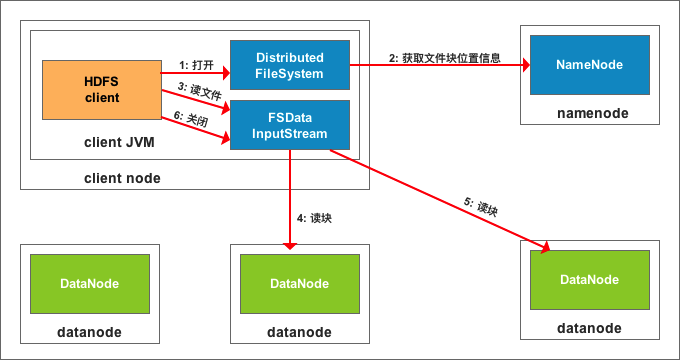 HDFS
client
1: 打开
3: 读文件
6: 关闭
Distributed
FileSystem
FSData
InputStream
client JVM
client node
2: 获取文件块位置信息
NameNode
namenode
4: 读块
5: 读块
DataNode
datanode
DataNode
datanode
DataNode
datanode